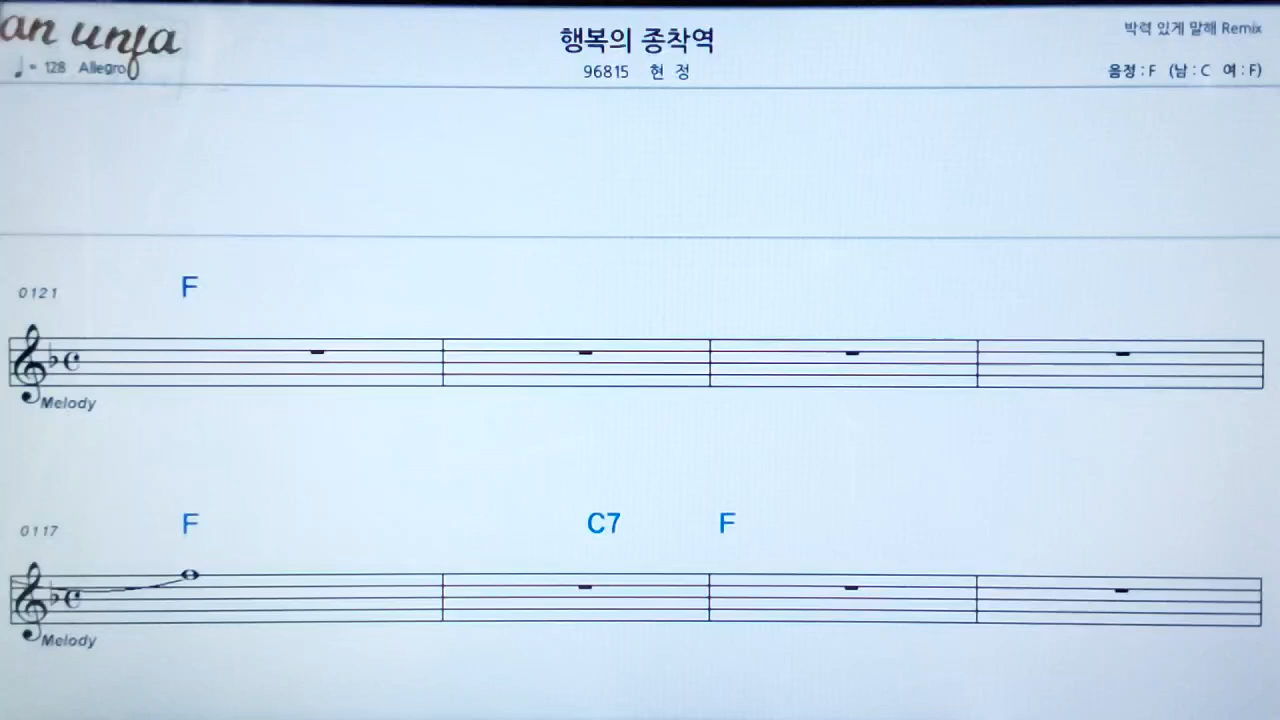 an unja
♩= 128 Allegro
행복의 종착역
96815 현 정
박력 있게 말해 Remix
음정 : F (남 : C 여 : F)
0121 F
Melody
0117 F C7 F
Melody